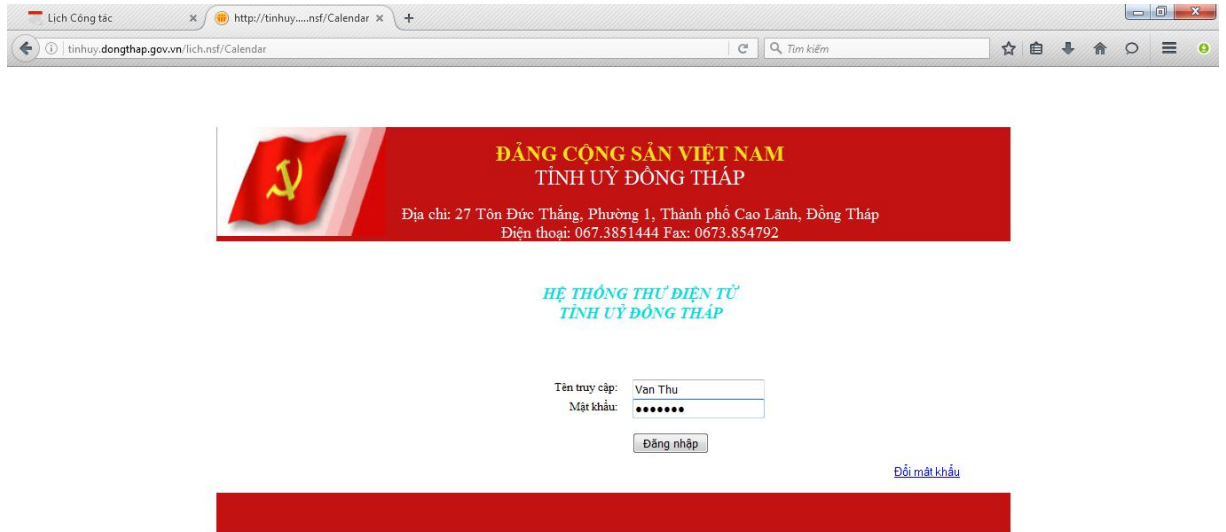 Lịch Công tác
http://tinhuy.....nsf/Calendar
tinhuy.dongthap.gov.vn/lich.nsf/Calendar
Tìm kiếm
ĐẢNG CỘNG SẢN VIỆT NAM
TỈNH UỶ ĐỒNG THÁP
Địa chỉ: 27 Tôn Đức Thắng, Phường 1, Thành phố Cao Lãnh, Đồng Tháp
Điện thoại: 067.3851444 Fax: 0673.854792
HỆ THỐNG THƯ ĐIỆN TỬ
TỈNH UỶ ĐỒNG THÁP
Tên truy cập: Van Thu
Mật khẩu: ●●●●●●●
Đăng nhập
Đổi mật khẩu